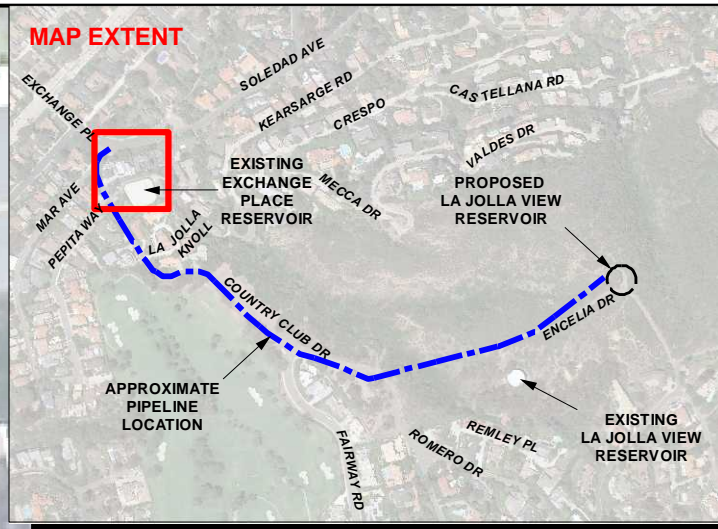 MAP EXTENT
SOLEDAD AVE
KEARSARGE RD
CRESPO
CASTELLANA RD
VALDES DR
EXCHANGE PL
MAR AVE
PEPITA WAY
LA JOLLA
KNOLL
EXISTING
EXCHANGE
PLACE
RESERVOIR
MECCA DR
PROPOSED
LA JOLLA VIEW
RESERVOIR
COUNTRY CLUB DR
ENCELIA DR
APPROXIMATE
PIPELINE
LOCATION
FAIRWAY RD
ROMERO DR
REMLEY PL
EXISTING
LA JOLLA VIEW
RESERVOIR